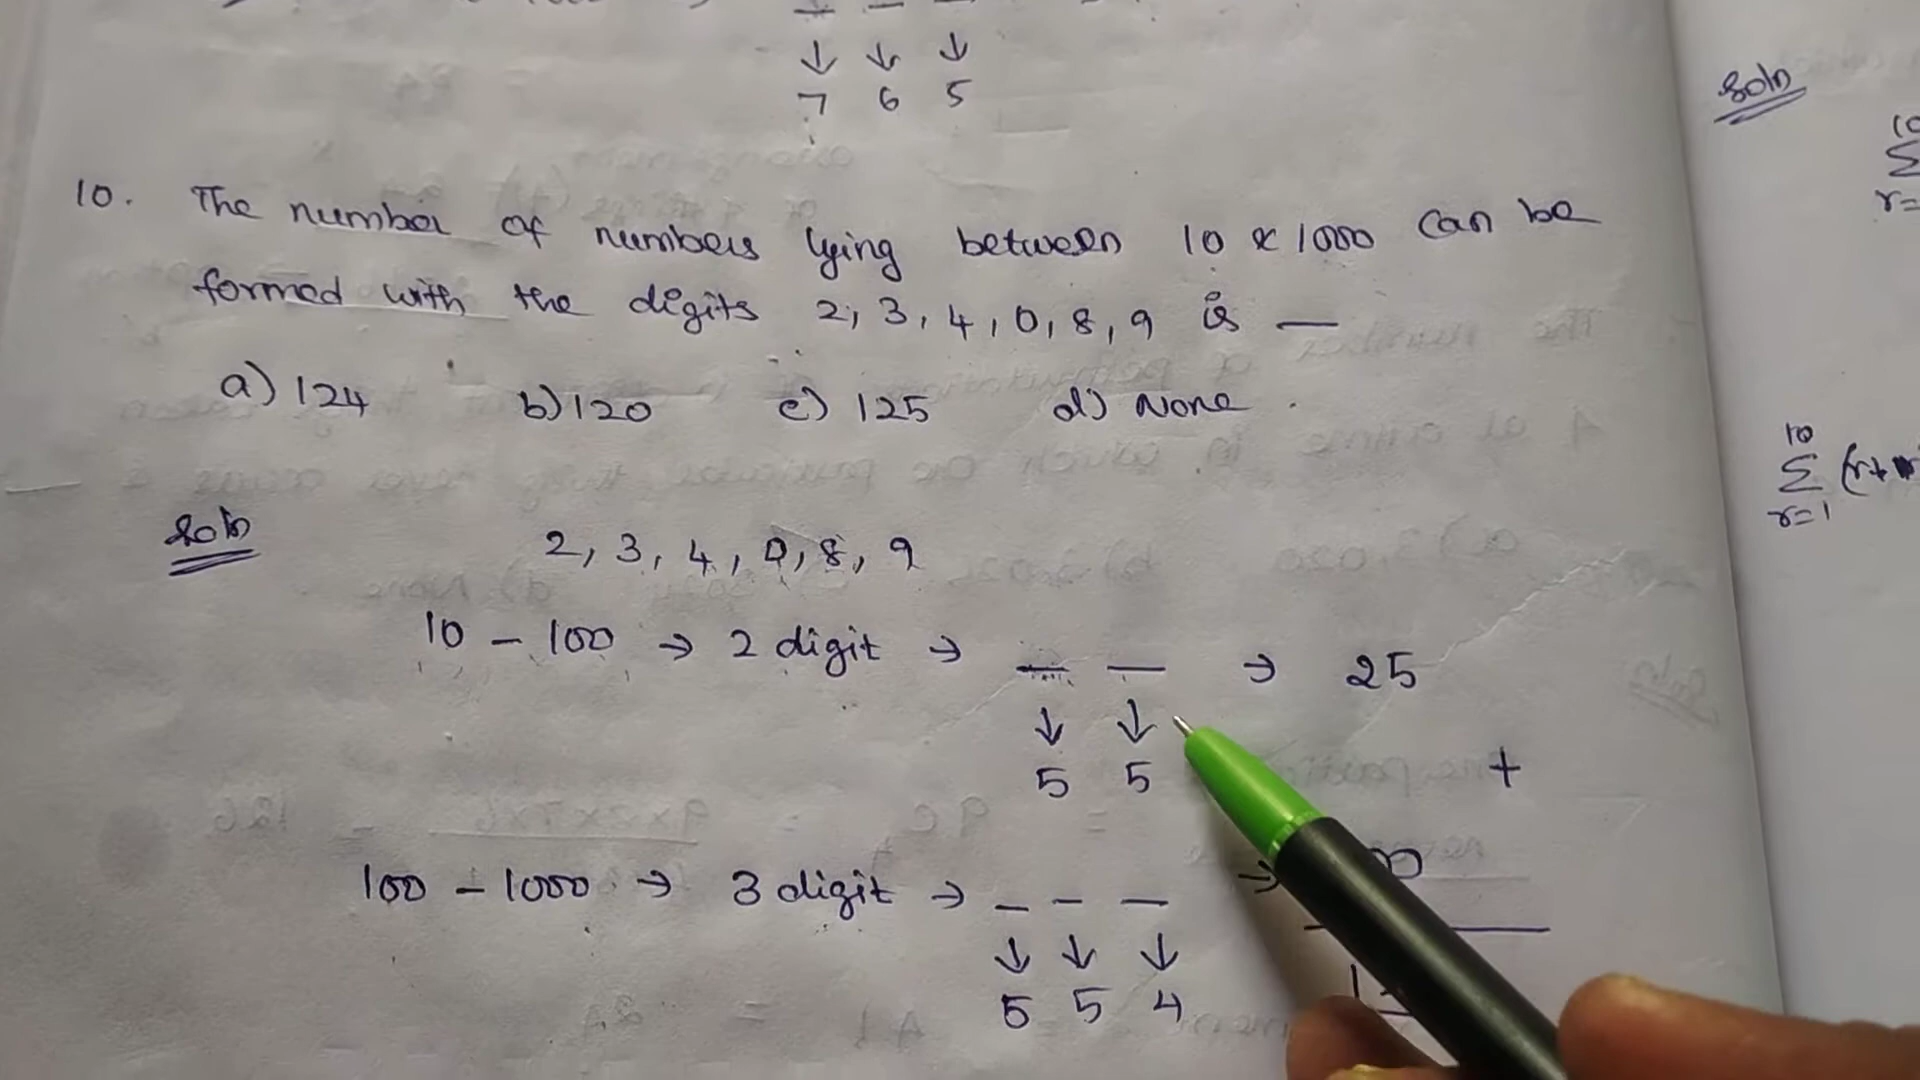 ↓ ↓ ↓
7 6 5
10. The number of numbers lying between 10 & 1000 can be
formed with the digits 2, 3, 4, 0, 8, 9 is —
a) 124 b) 120 c) 125 d) None.
Soln
2, 3, 4, 0, 8, 9
10 - 100 → 2 digit → _ _ → 25
↓ ↓
5 5 +
100 - 1000 → 3 digit → _ _ _ →
↓ ↓ ↓
5 5 4
Soln
10
Σ
r=
10
Σ (r+
r=1